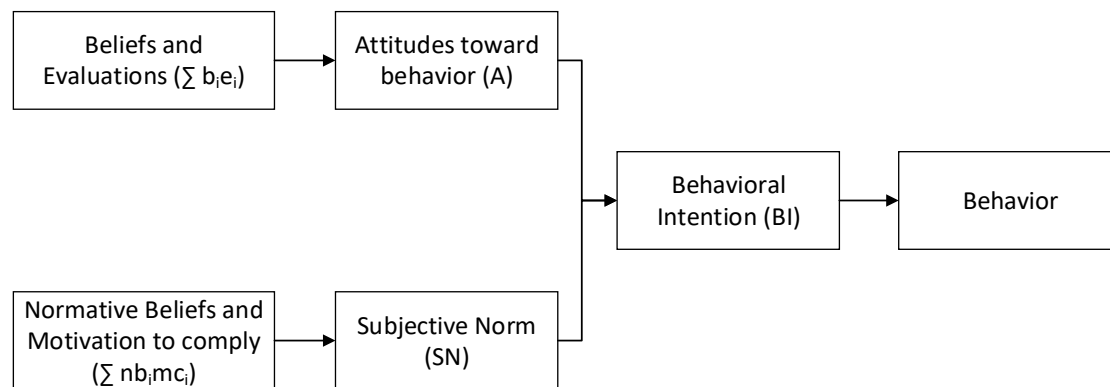 Beliefs and
Evaluations (∑ bᵢeᵢ)
Attitudes toward
behavior (A)
Behavioral
Intention (BI)
Behavior
Normative Beliefs and
Motivation to comply
(∑ nbᵢmcᵢ)
Subjective Norm
(SN)